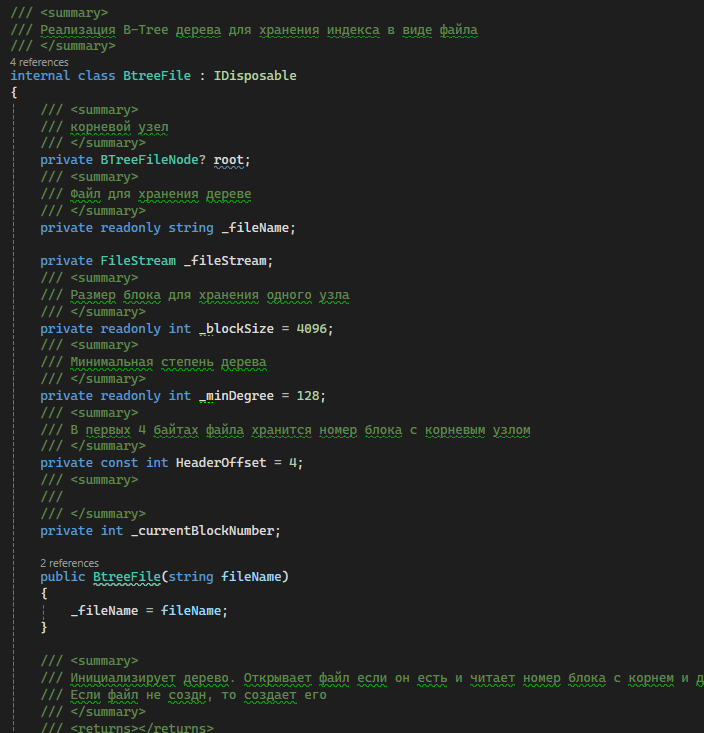 /// <summary>
/// Реализация B-Tree дерева для хранения индекса в виде файла
/// </summary>
4 references
internal class BtreeFile : IDisposable
{
/// <summary>
/// корневой узел
/// </summary>
private BTreeFileNode? root;
/// <summary>
/// Файл для хранения дереве
/// </summary>
private readonly string _fileName;
private FileStream _fileStream;
/// <summary>
/// Размер блока для хранения одного узла
/// </summary>
private readonly int _blockSize = 4096;
/// <summary>
/// Минимальная степень дерева
/// </summary>
private readonly int _minDegree = 128;
/// <summary>
/// В первых 4 байтах файла хранится номер блока с корневым узлом
/// </summary>
private const int HeaderOffset = 4;
/// <summary>
///
/// </summary>
private int _currentBlockNumber;
2 references
public BtreeFile(string fileName)
{
_fileName = fileName;
}
/// <summary>
/// Инициализирует дерево. Открывает файл если он есть и читает номер блока с корнем и
/// Если файл не создн, то создает его
/// </summary>
/// <returns></returns>